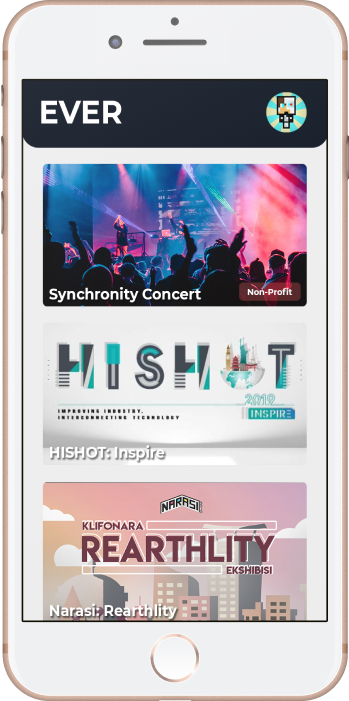 EVER
Synchronity Concert
Non-Profit
HISHOT
2019
IMPROVING INDUSTRY,
INTERCONNECTING TECHNOLOGY
INSPIRE
HISHOT: Inspire
NARASI
KLIFONARA
REARTHLITY
EKSHIBISI
Narasi: Rearthlity